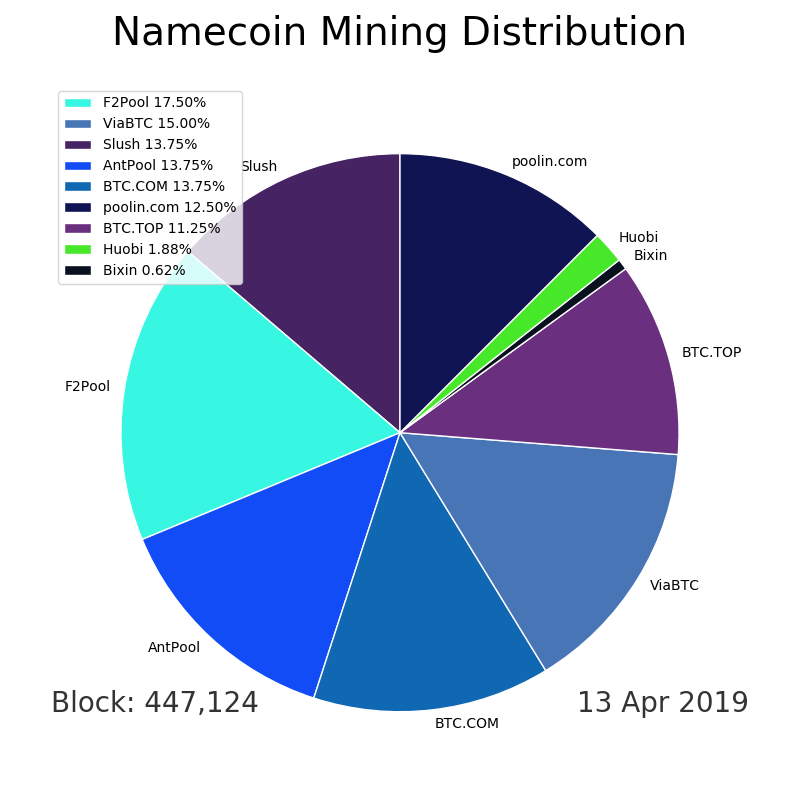 Namecoin Mining Distribution
F2Pool 17.50%
ViaBTC 15.00%
Slush 13.75%
AntPool 13.75%
BTC.COM 13.75%
poolin.com 12.50%
BTC.TOP 11.25%
Huobi 1.88%
Bixin 0.62%
Slush
poolin.com
Huobi
Bixin
BTC.TOP
F2Pool
ViaBTC
AntPool
BTC.COM
Block: 447,124
13 Apr 2019